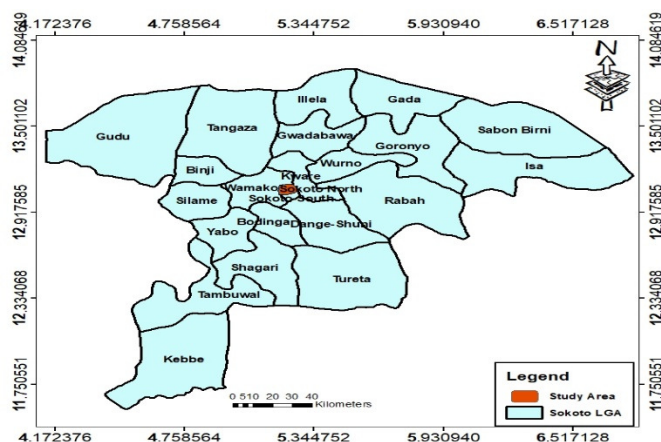 4.172376 4.758564 5.344752 5.930940 6.517128
14.084619 14.084619
N
Illela Gada
13.501102 13.501102
Gudu Tangaza Gwadabawa Sabon Birni
Goronyo
Wurno Isa
Binji Kware
Wamako Sokoto North
Silame Sokoto South Rabah
12.917585 12.917585
Bodinga Dange-Shuni
Yabo
Shagari Tureta
Tambuwal
12.334068 12.334068
Kebbe
Legend
Study Area
Sokoto LGA
11.750551 11.750551
0 5 10 20 30 40
Kilometers
4.172376 4.758564 5.344752 5.930940 6.517128